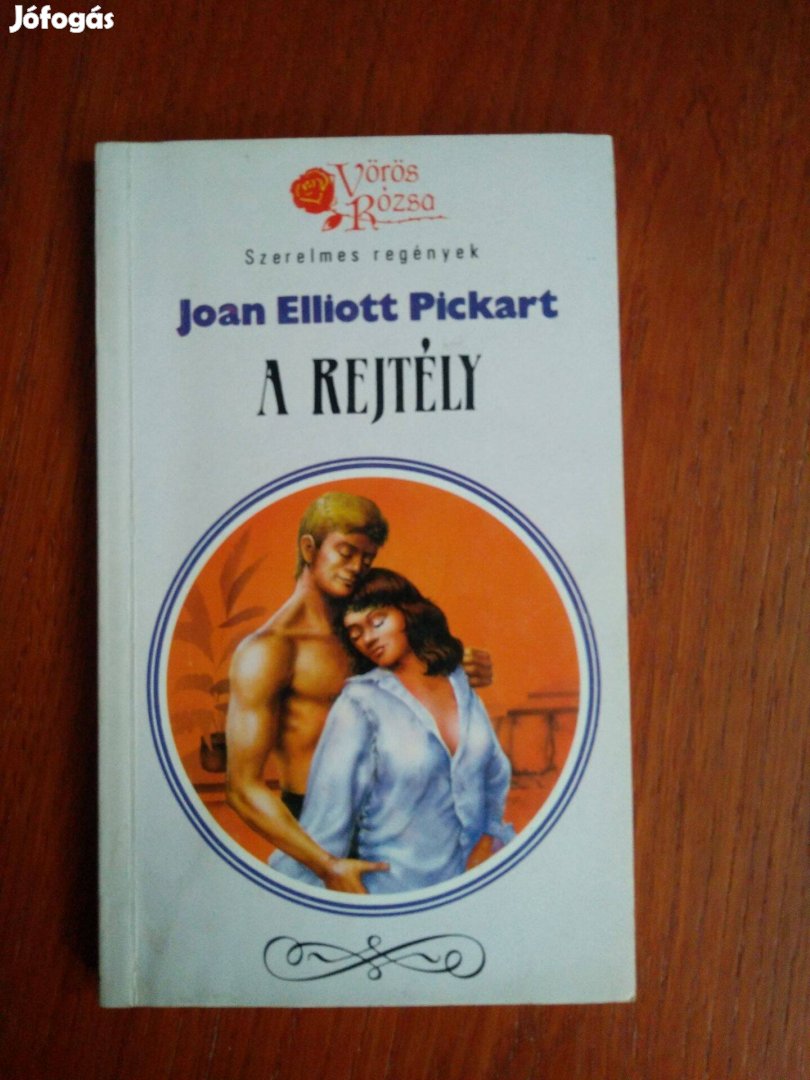 Jófogás
Vörös
Rózsa
Szerelmes regények
Joan Elliott Pickart
A REJTÉLY